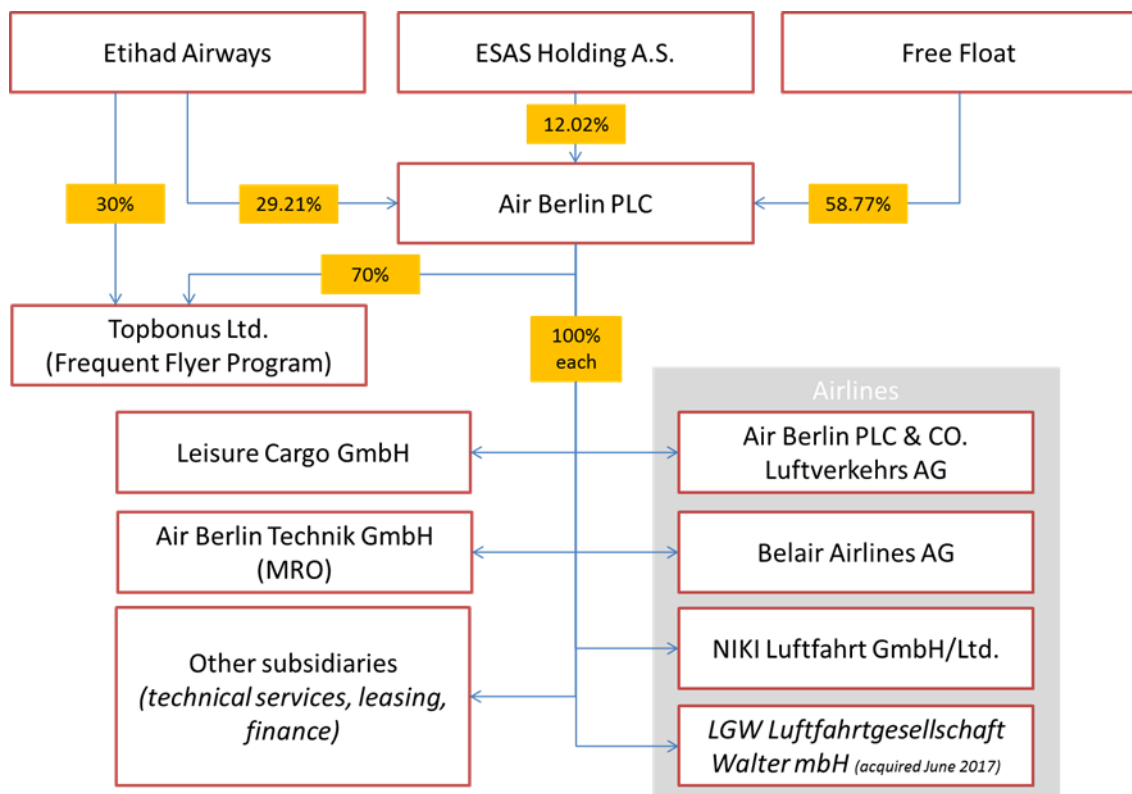 Etihad Airways
ESAS Holding A.S.
Free Float
12.02%
30%
29.21%
Air Berlin PLC
58.77%
70%
Topbonus Ltd.
(Frequent Flyer Program)
100%
each
Airlines
Leisure Cargo GmbH
Air Berlin PLC & CO.
Luftverkehrs AG
Air Berlin Technik GmbH
(MRO)
Belair Airlines AG
Other subsidiaries
(technical services, leasing,
finance)
NIKI Luftfahrt GmbH/Ltd.
LGW Luftfahrtgesellschaft
Walter mbH (acquired June 2017)